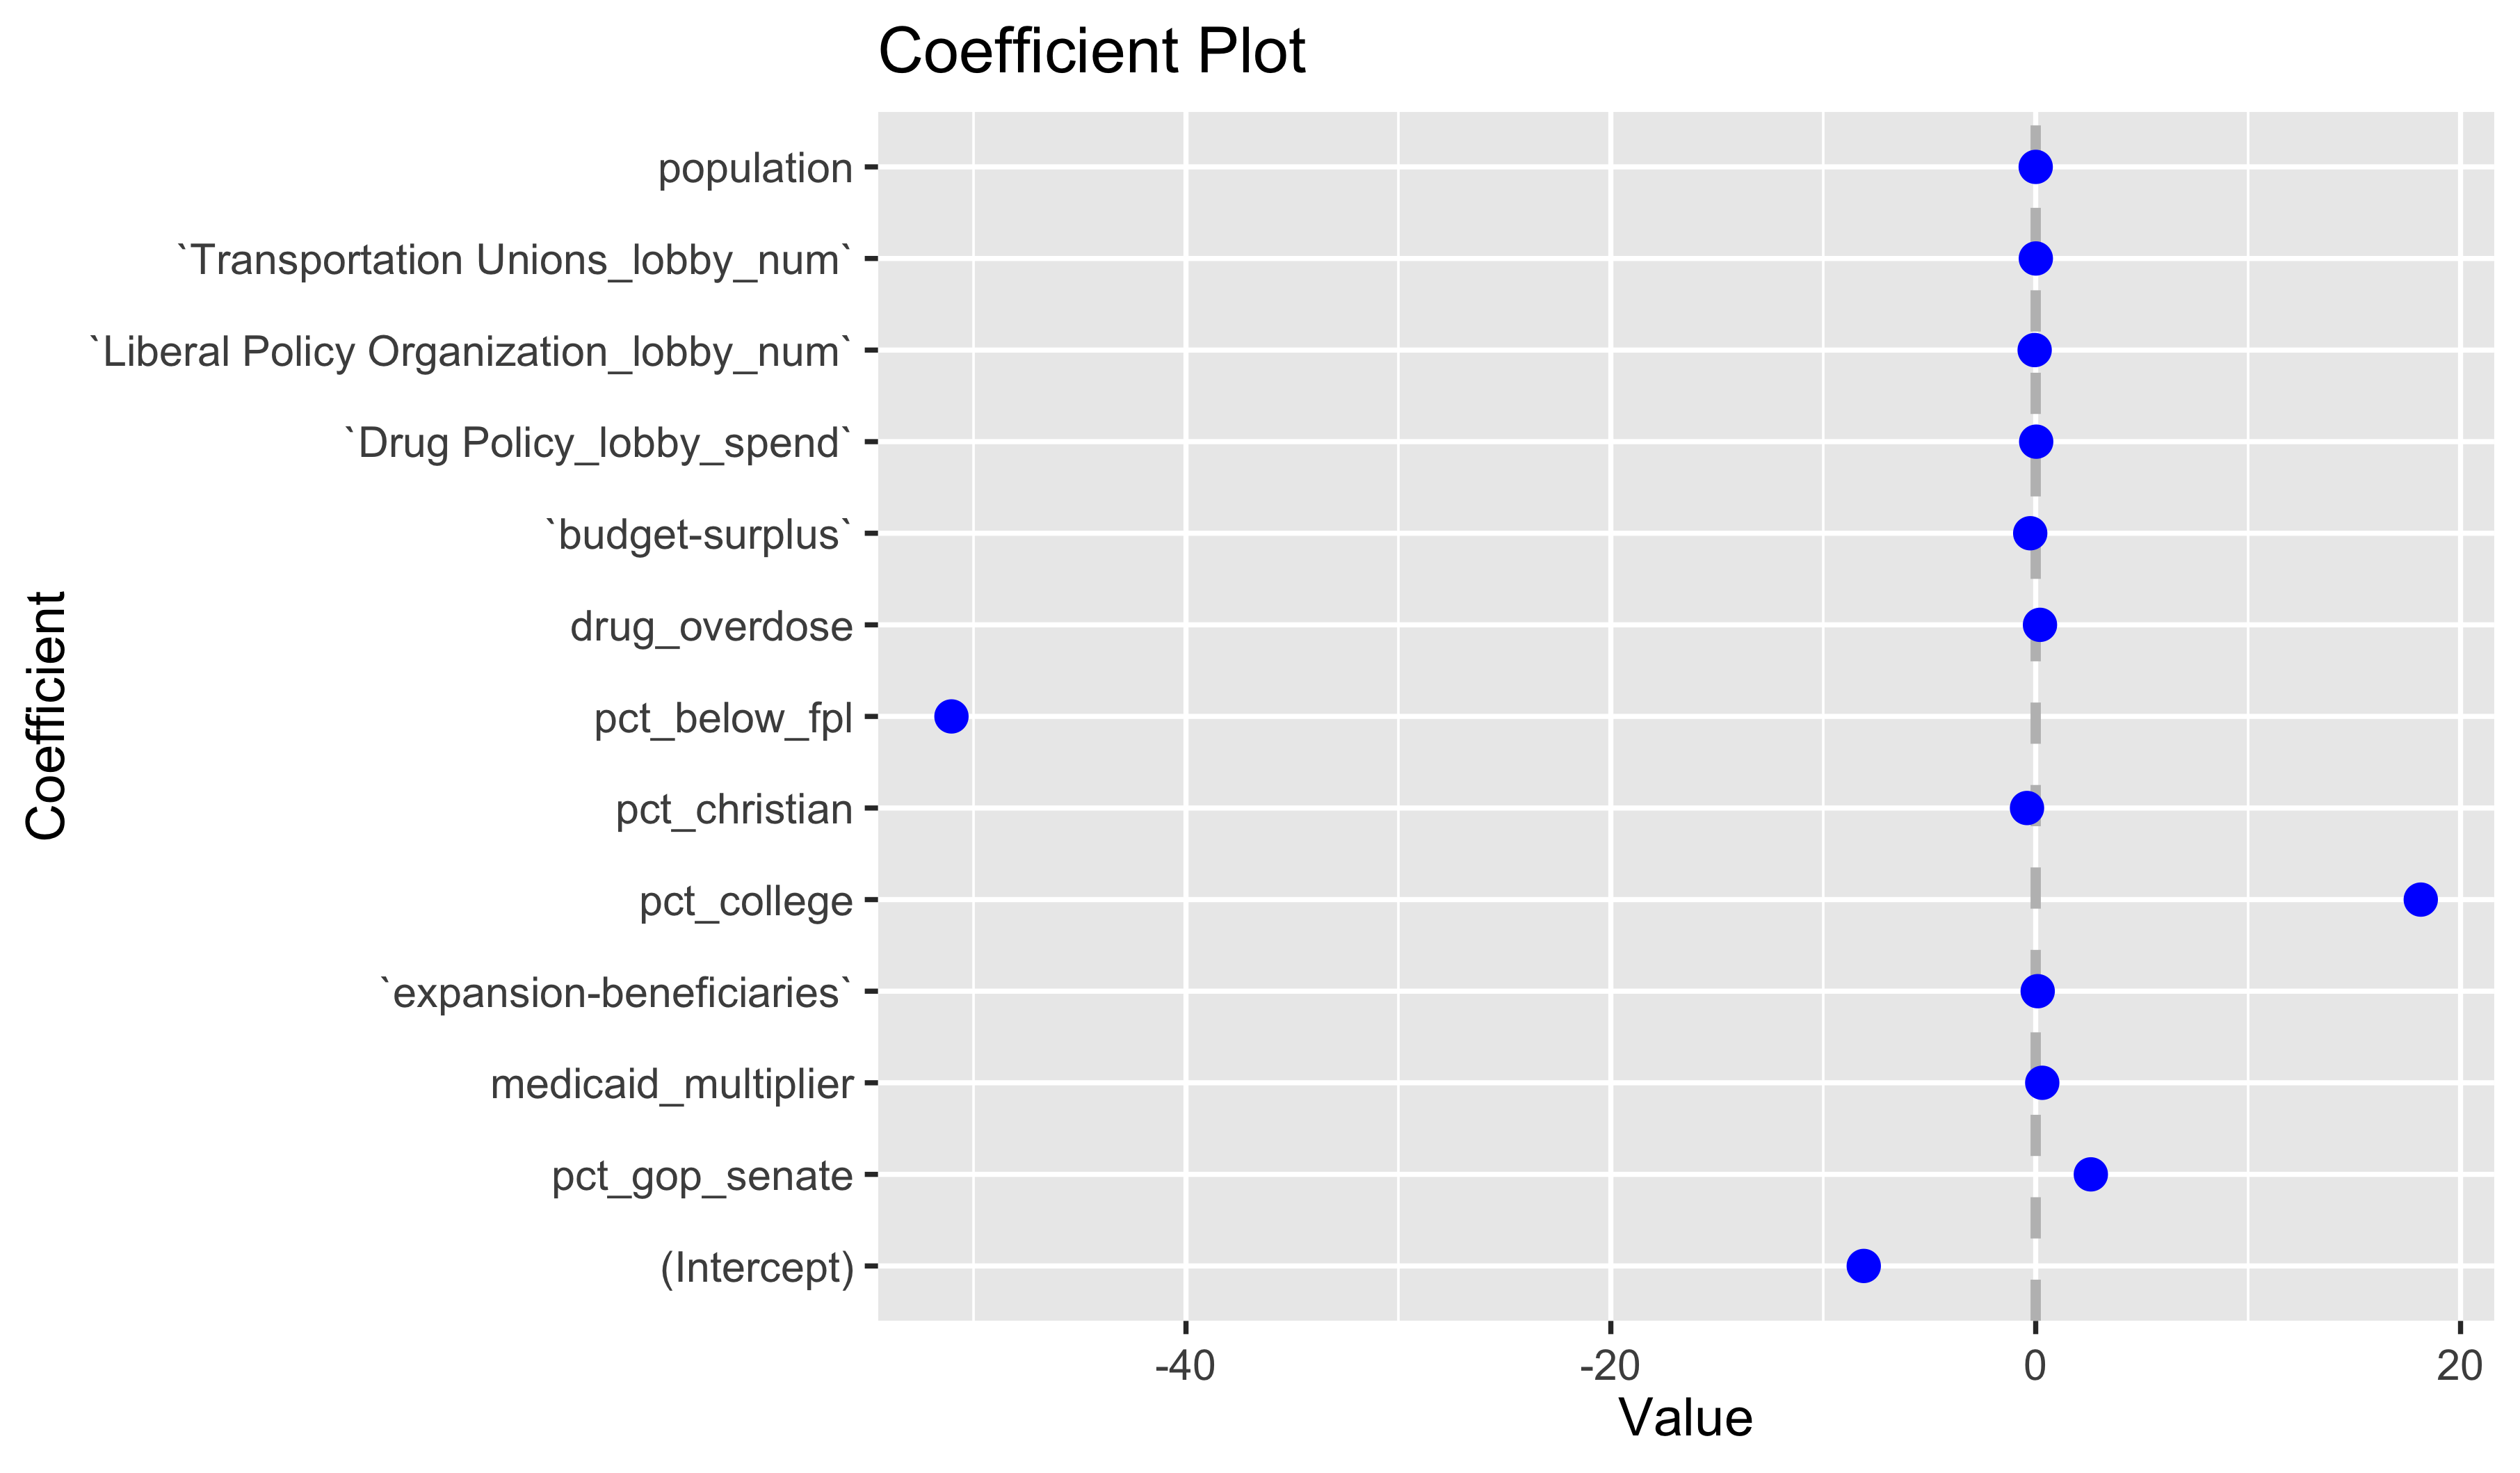 Coefficient Plot
population
`Transportation Unions_lobby_num`
`Liberal Policy Organization_lobby_num`
`Drug Policy_lobby_spend`
`budget-surplus`
drug_overdose
pct_below_fpl
pct_christian
pct_college
`expansion-beneficiaries`
medicaid_multiplier
pct_gop_senate
(Intercept)
Coefficient
-40 -20 0 20
Value